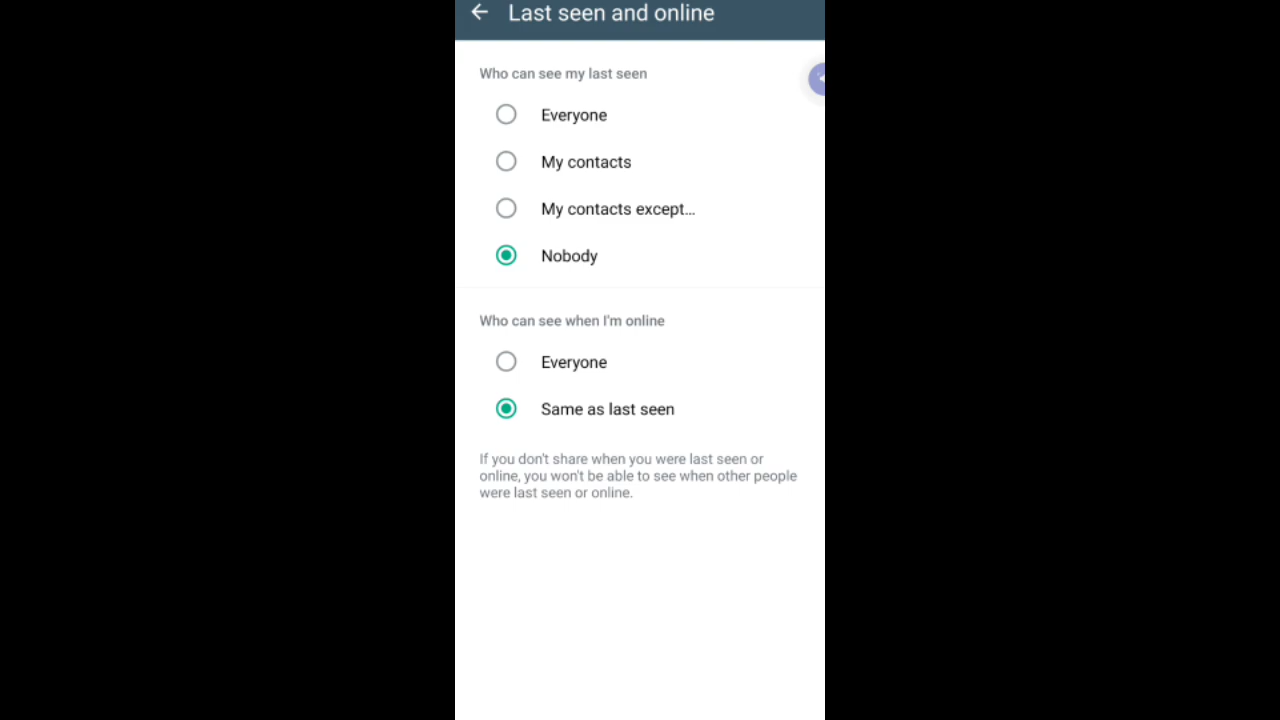 Last seen and online
Who can see my last seen
Everyone
My contacts
My contacts except...
Nobody
Who can see when I'm online
Everyone
Same as last seen
If you don't share when you were last seen or
online, you won't be able to see when other people
were last seen or online.